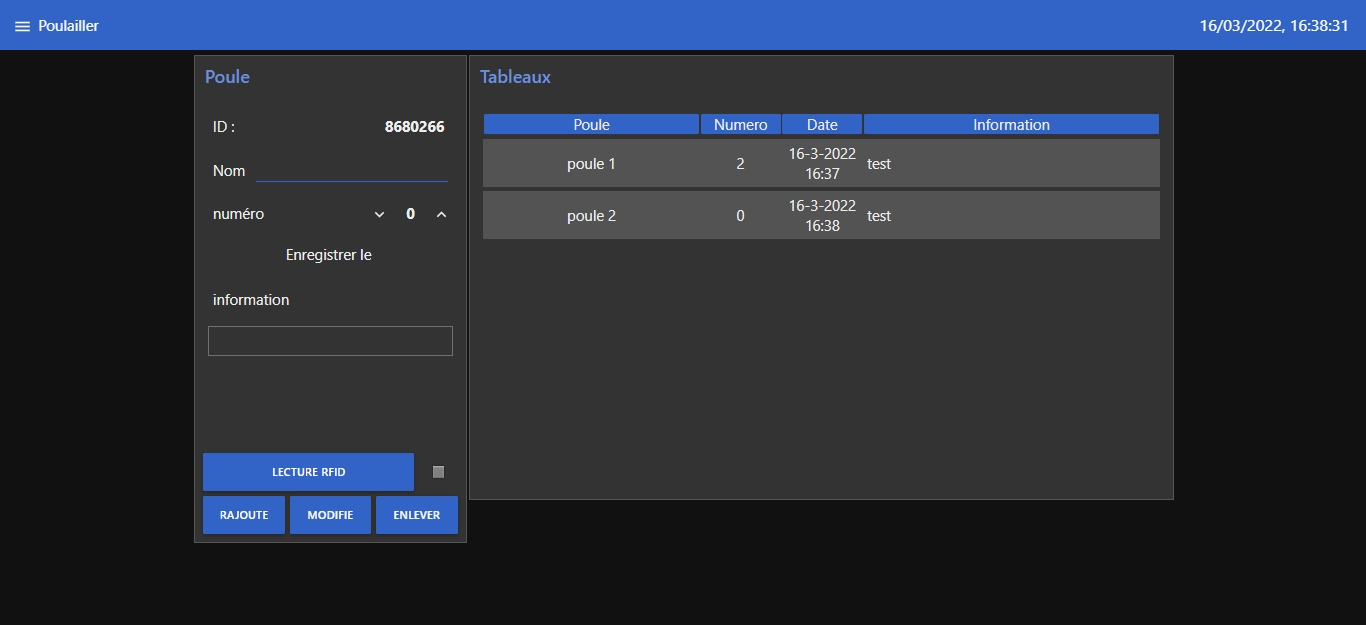 Poulailler
16/03/2022, 16:38:31
Poule
ID :
8680266
Nom
numéro
0
Enregistrer le
information
LECTURE RFID
RAJOUTE
MODIFIE
ENLEVER
Tableaux
Poule Numero Date Information
poule 1 2 16-3-2022 test
16:37
poule 2 0 16-3-2022 test
16:38